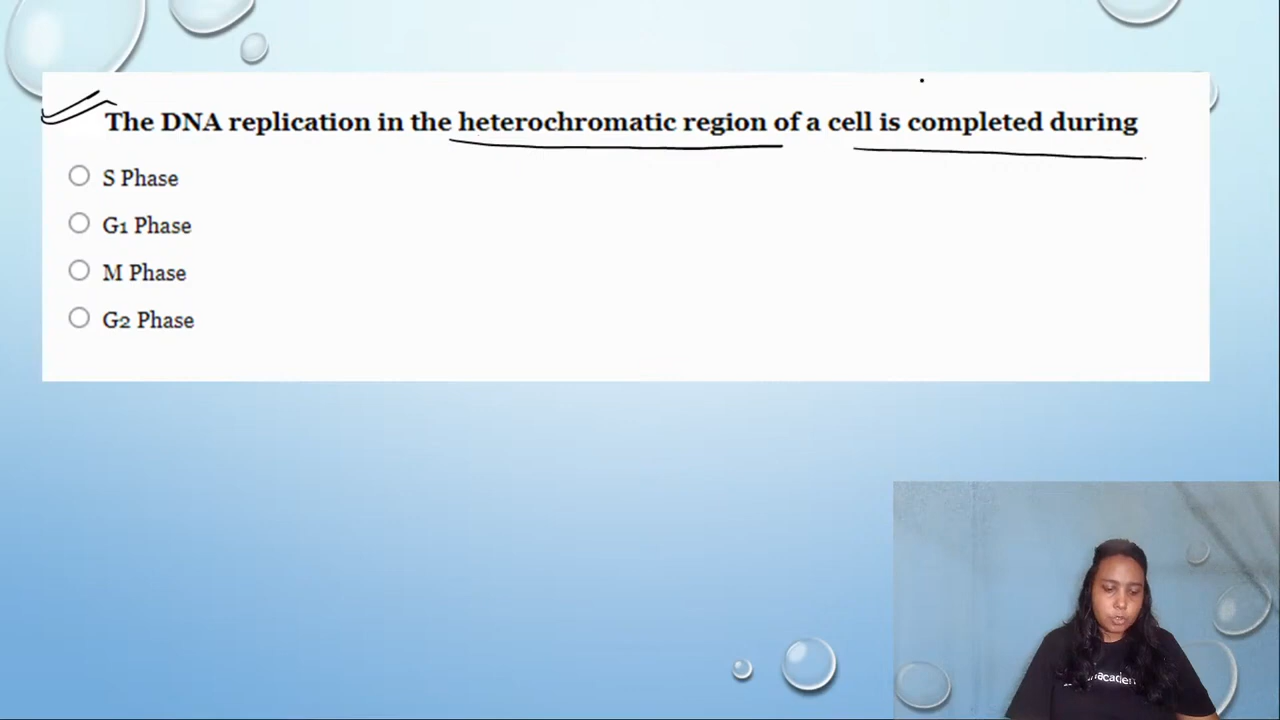 The DNA replication in the heterochromatic region of a cell is completed during
S Phase
G1 Phase
M Phase
G2 Phase